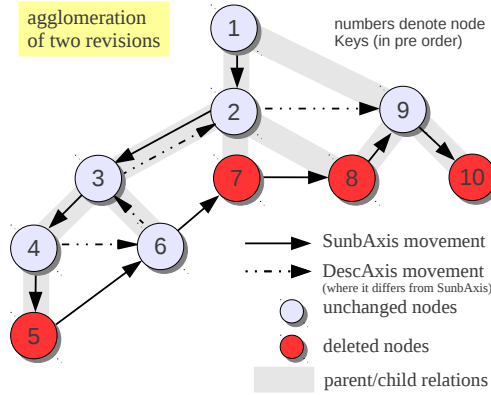 agglomeration
of two revisions
numbers denote node
Keys (in pre order)
1
2
9
3
7
8
10
4
6
5
SunbAxis movement
DescAxis movement
(where it differs from SunbAxis)
unchanged nodes
deleted nodes
parent/child relations